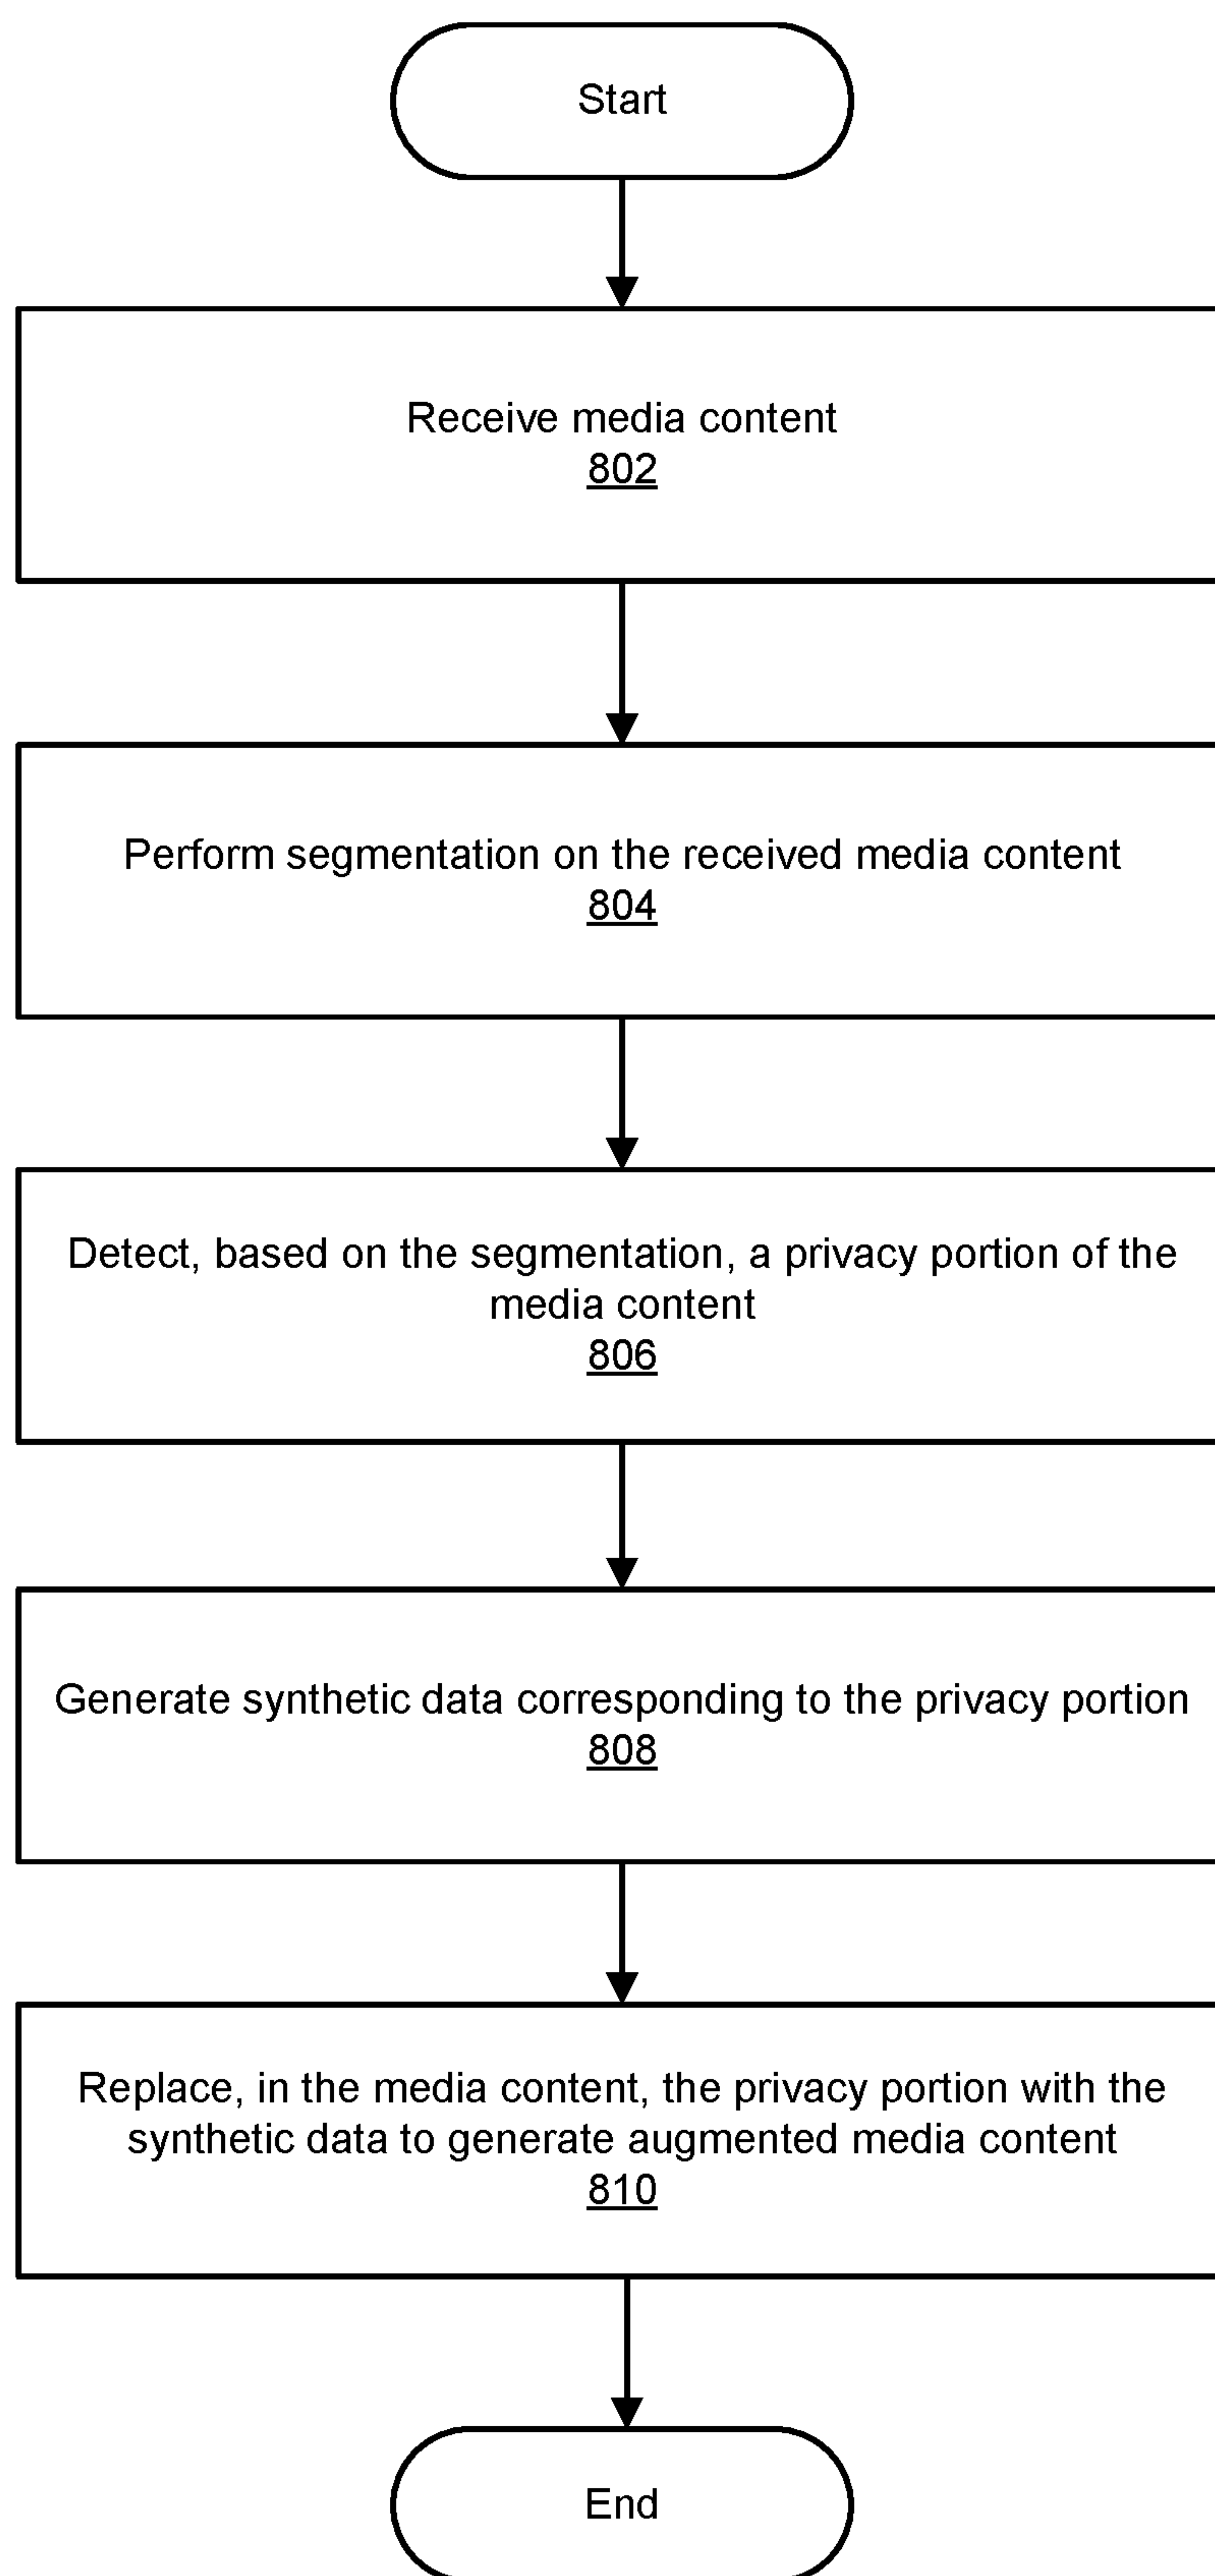 Start
Receive media content
802
Perform segmentation on the received media content
804
Detect, based on the segmentation, a privacy portion of the
media content
806
Generate synthetic data corresponding to the privacy portion
808
Replace, in the media content, the privacy portion with the
synthetic data to generate augmented media content
810
End